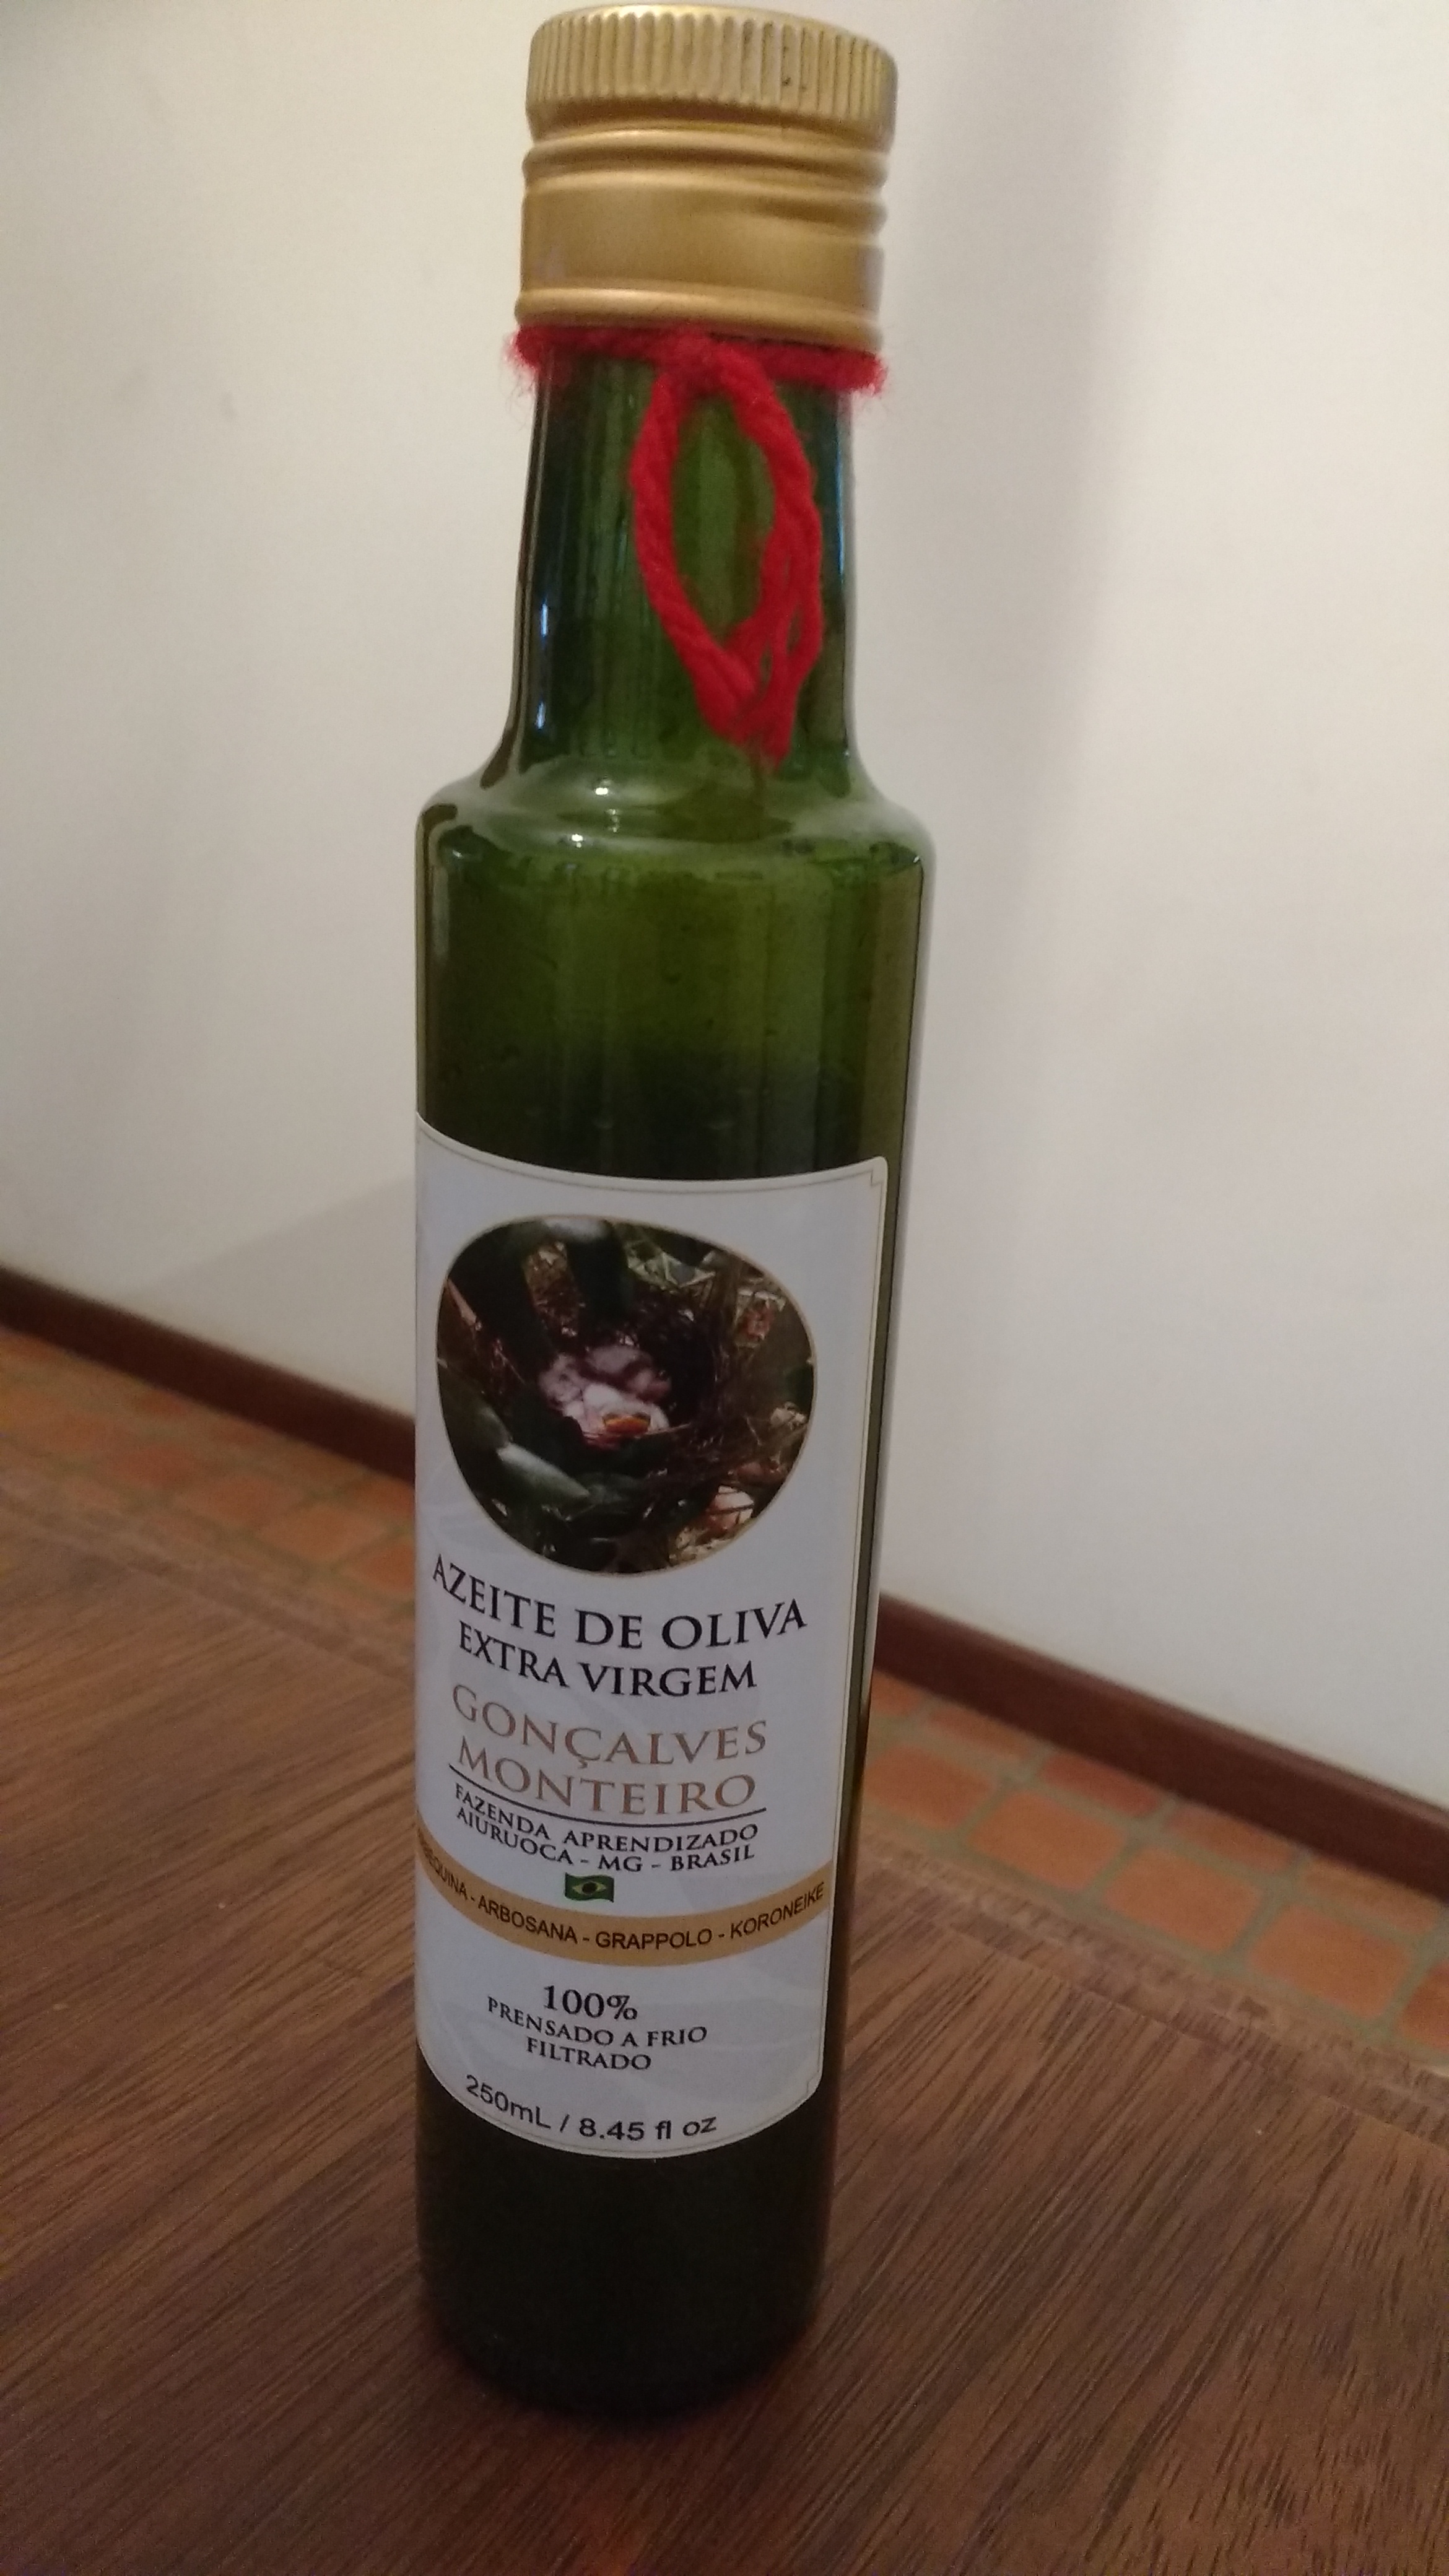 AZEITE DE OLIVA
EXTRA VIRGEM
GONÇALVES
MONTEIRO
FAZENDA APRENDIZADO
AIURUOCA - MG - BRASIL
- ARBOSANA - GRAPPOLO - KORONEIKE
100%
PRENSADO A FRIO
FILTRADO
250mL / 8.45 fl oz